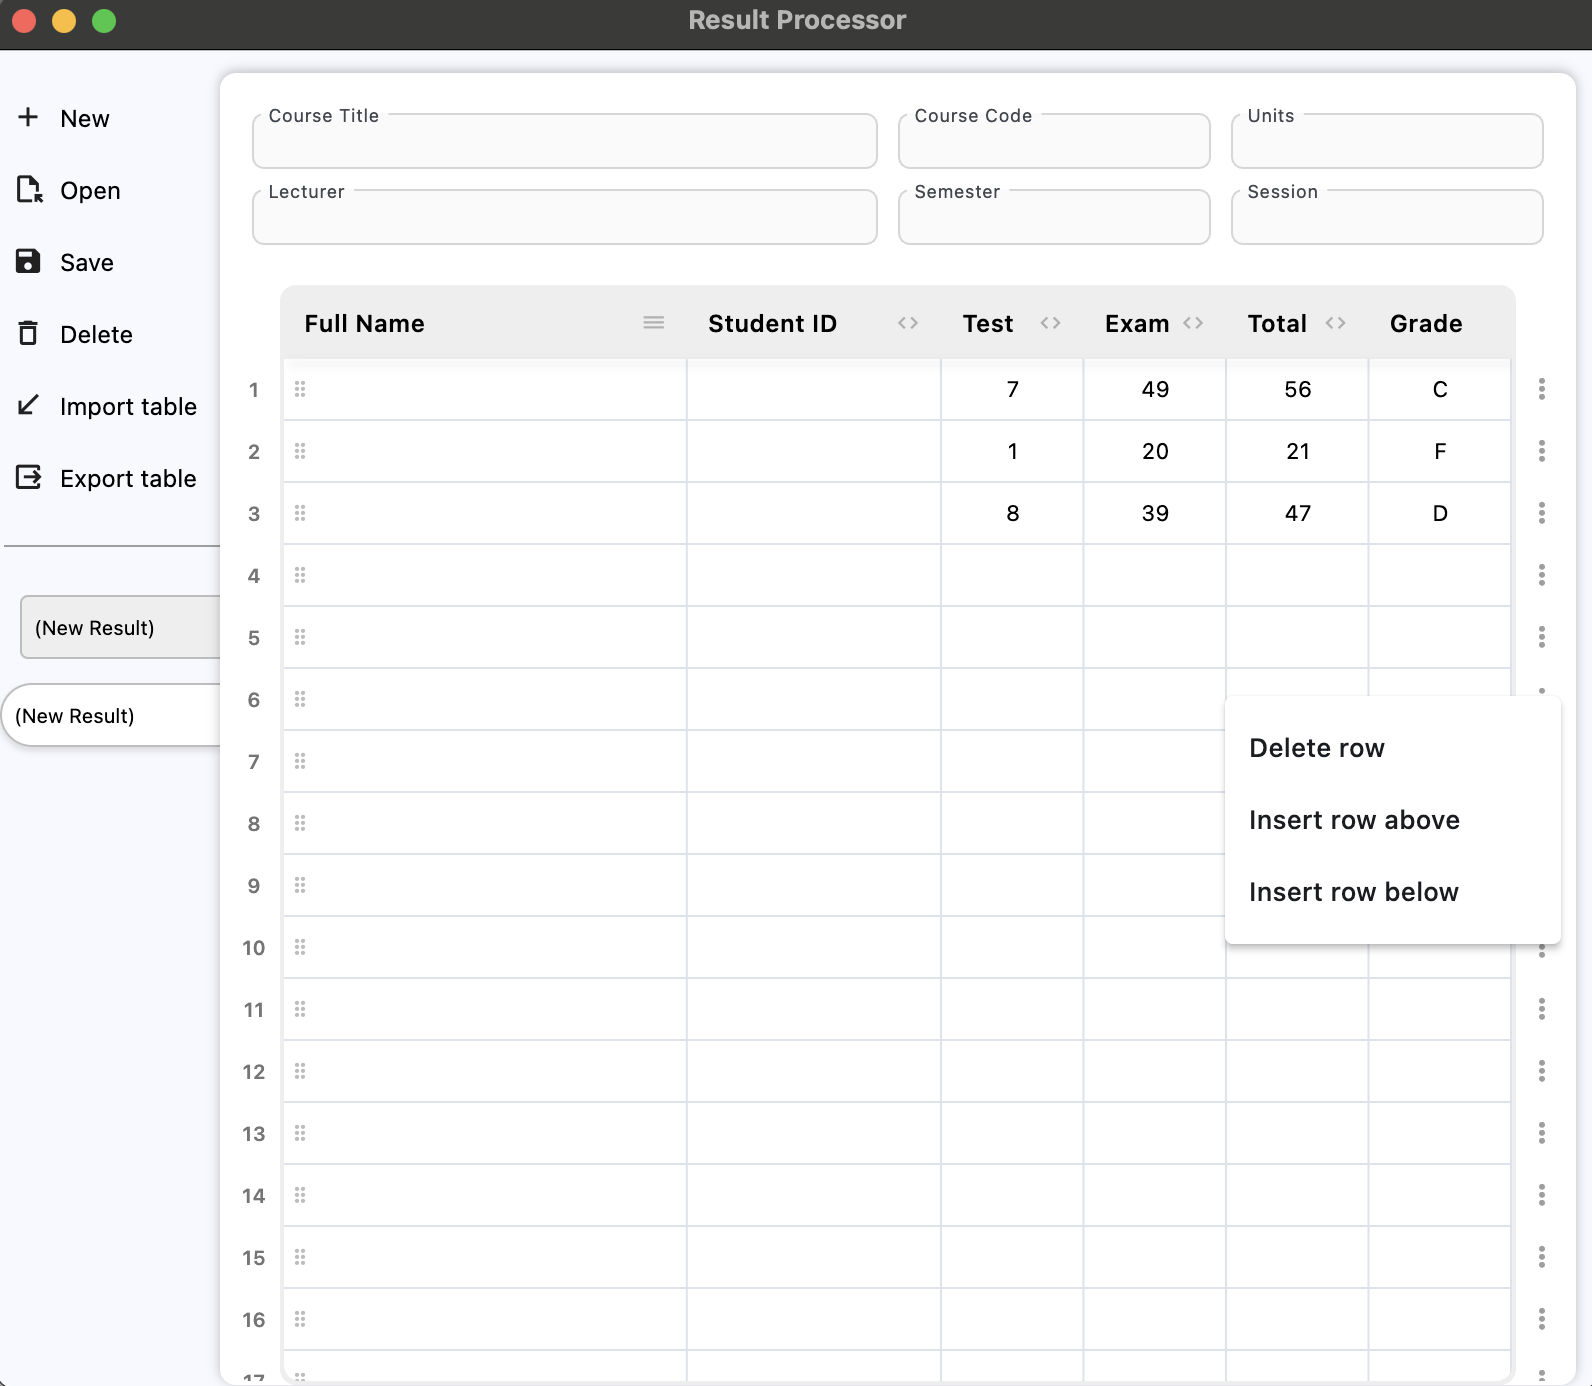 Result Processor
New
Open
Save
Delete
Import table
Export table
(New Result)
(New Result)
Course Title
Course Code
Units
Lecturer
Semester
Session
Full Name Student ID Test Exam Total Grade
1 7 49 56 C
2 1 20 21 F
3 8 39 47 D
4
5
6
7
8
9
10
11
12
13
14
15
16
17
Delete row
Insert row above
Insert row below